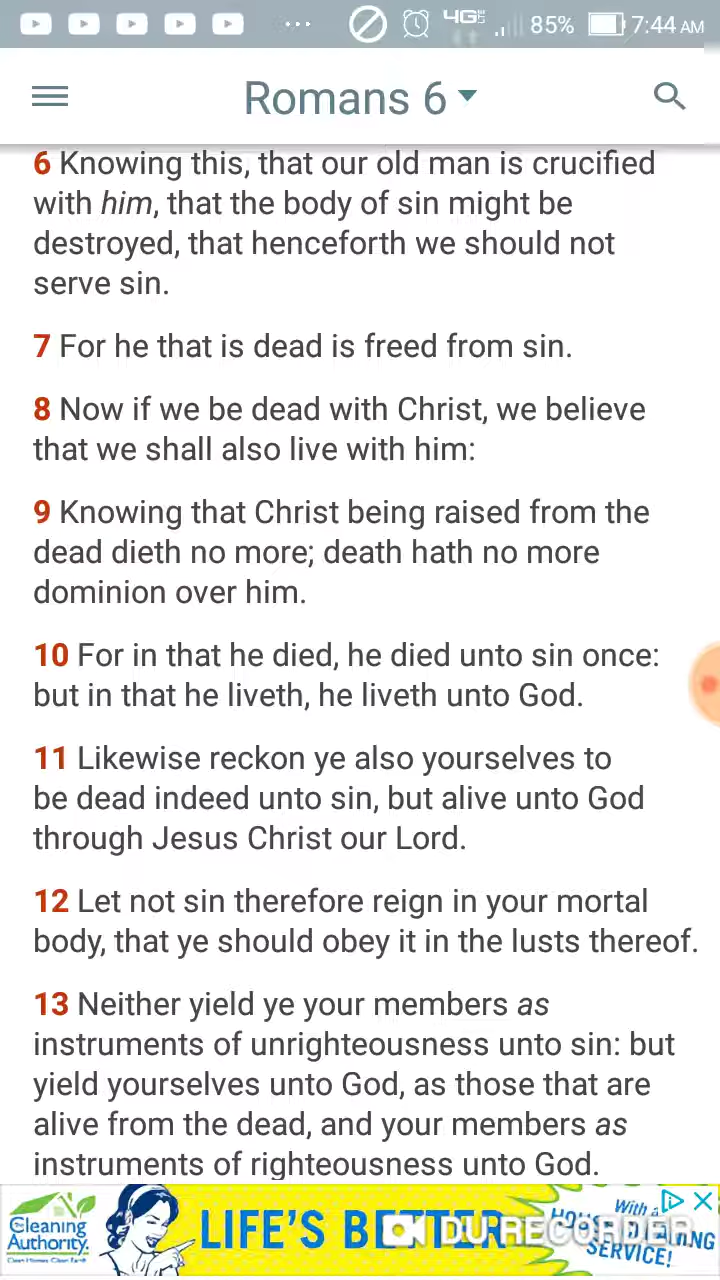 85% 7:44 AM
Romans 6
6 Knowing this, that our old man is crucified
with him, that the body of sin might be
destroyed, that henceforth we should not
serve sin.
7 For he that is dead is freed from sin.
8 Now if we be dead with Christ, we believe
that we shall also live with him:
9 Knowing that Christ being raised from the
dead dieth no more; death hath no more
dominion over him.
10 For in that he died, he died unto sin once:
but in that he liveth, he liveth unto God.
11 Likewise reckon ye also yourselves to
be dead indeed unto sin, but alive unto God
through Jesus Christ our Lord.
12 Let not sin therefore reign in your mortal
body, that ye should obey it in the lusts thereof.
13 Neither yield ye your members as
instruments of unrighteousness unto sin: but
yield yourselves unto God, as those that are
alive from the dead, and your members as
instruments of righteousness unto God.
Cleaning
Authority.
LIFE'S BETTER
With a
SERVICE!
DU RECORDER